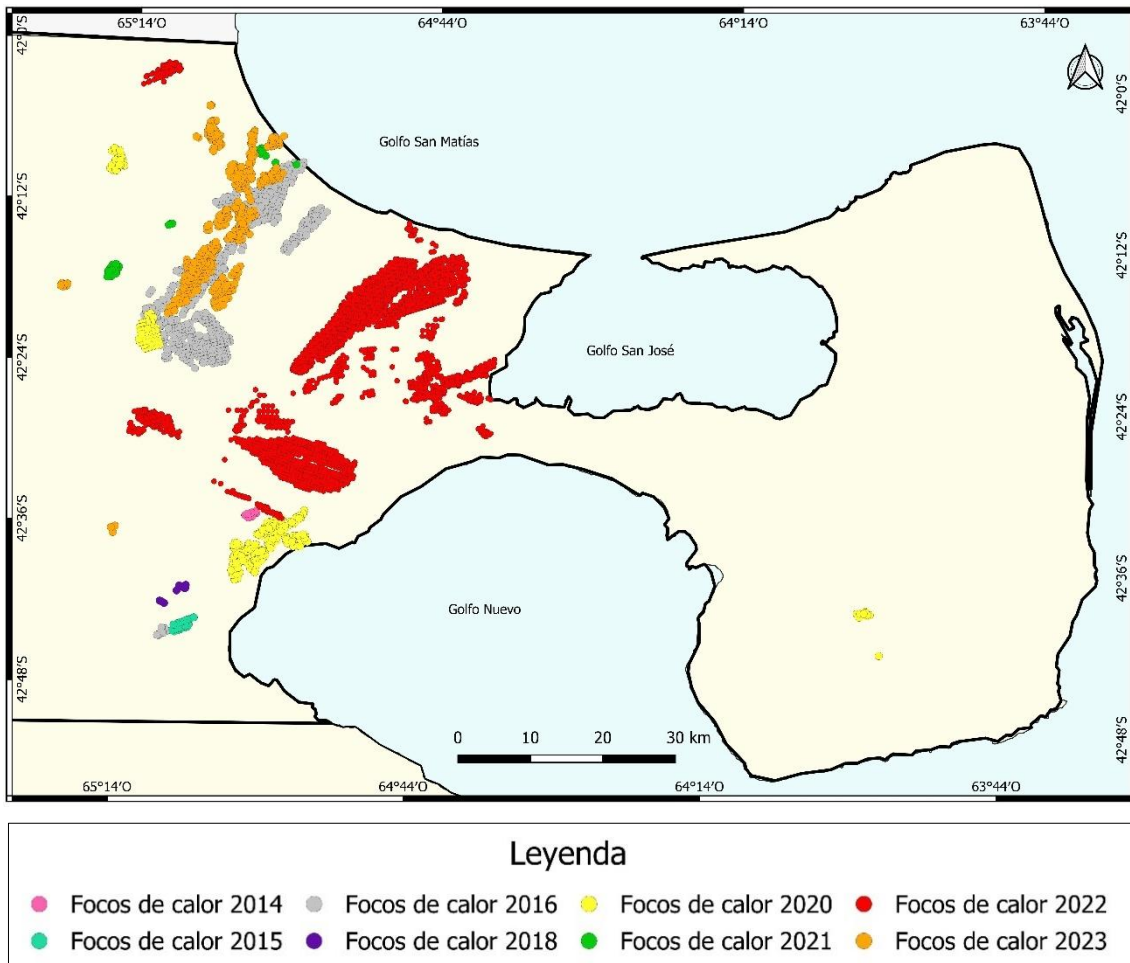 65°14′O 64°44′O 64°14′O 63°44′O
42°0′S
42°0′S
Golfo San Matías
42°12′S
42°12′S
Golfo San José
42°24′S
42°24′S
42°36′S
42°36′S
Golfo Nuevo
42°48′S
42°48′S
0 10 20 30 km
65°14′O 64°44′O 64°14′O 63°44′O
Leyenda
Focos de calor 2014 Focos de calor 2016 Focos de calor 2020 Focos de calor 2022
Focos de calor 2015 Focos de calor 2018 Focos de calor 2021 Focos de calor 2023